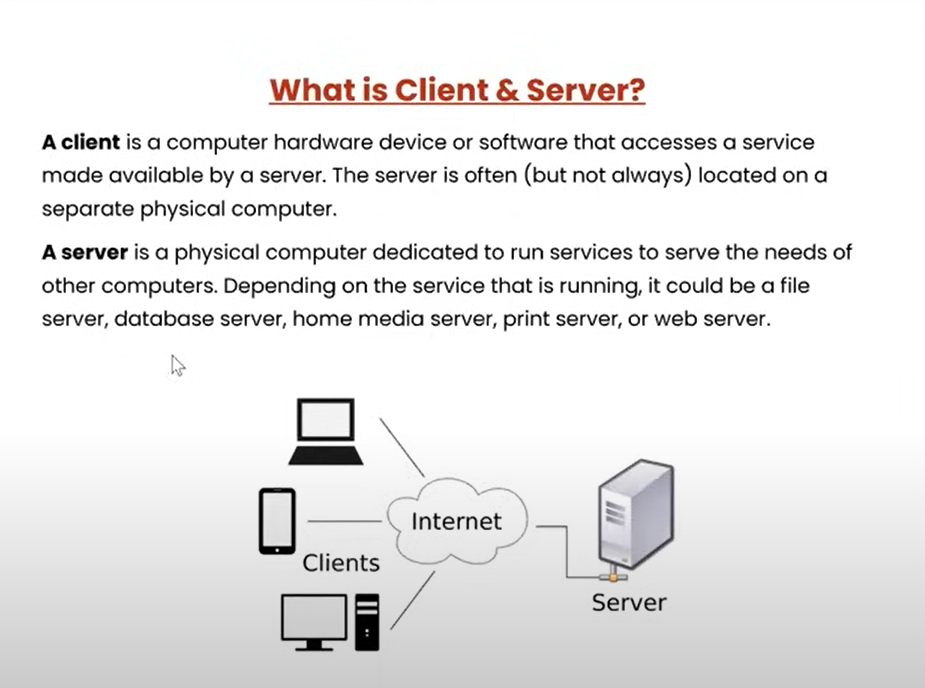 What is Client & Server?
A client is a computer hardware device or software that accesses a service
made available by a server. The server is often (but not always) located on a
separate physical computer.
A server is a physical computer dedicated to run services to serve the needs of
other computers. Depending on the service that is running, it could be a file
server, database server, home media server, print server, or web server.
Internet
Clients
Server